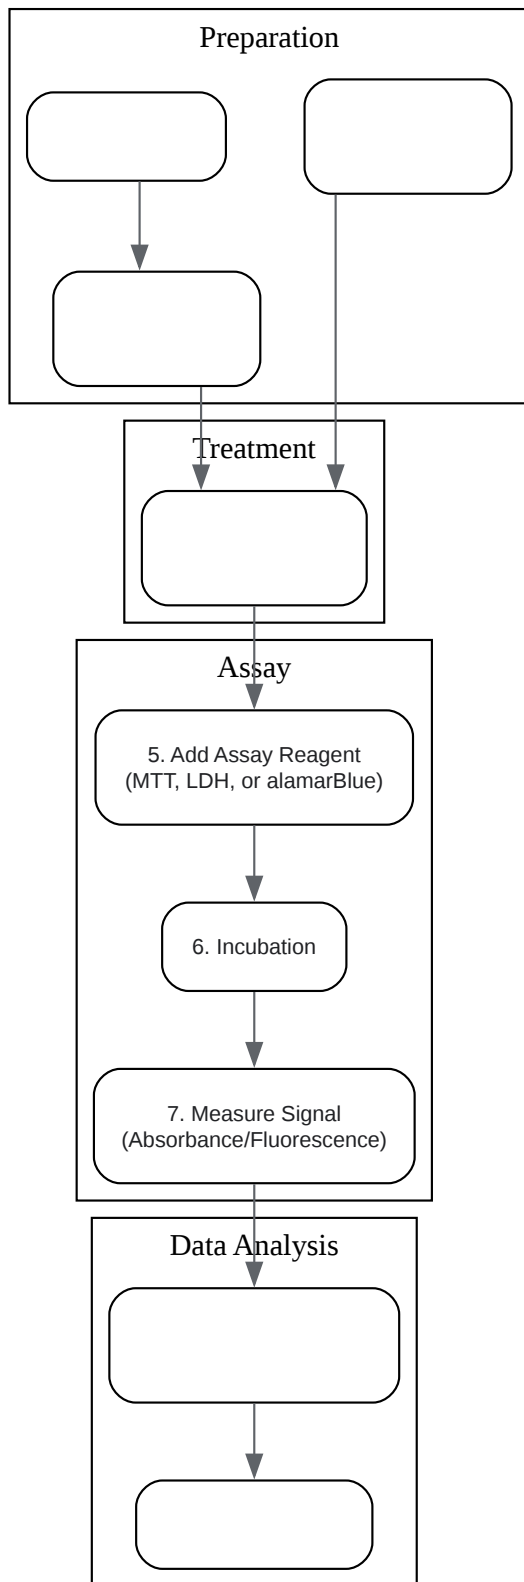 Preparation
Treatment
Assay
5. Add Assay Reagent
(MTT, LDH, or alamarBlue)
6. Incubation
7. Measure Signal
(Absorbance/Fluorescence)
Data Analysis